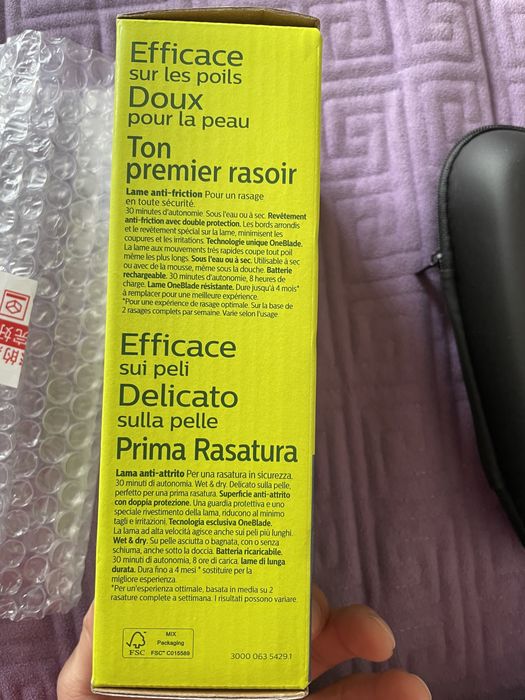 Efficace
sur les poils
Doux
pour la peau
Ton
premier rasoir
Lame anti-friction Pour un rasage
en toute sécurité.
30 minutes d'autonomie. Sous l'eau ou à sec. Revêtement
anti-friction avec double protection. Les bords arrondis
et le revêtement spécial sur la lame, minimisent les
coupures et les irritations. Technologie unique OneBlade.
La lame aux mouvements très rapides coupe tout poil
même les plus longs. Sous l'eau ou à sec. Utilisable à sec
ou avec de la mousse, même sous la douche. Batterie
rechargeable. 30 minutes d'autonomie, 8 heures de
charge. Lame OneBlade résistante. Dure jusqu'à 4 mois*
à remplacer pour une meilleure expérience.
*Pour une expérience de rasage optimale. Sur la base de
2 rasages complets par semaine. Varie selon l'usage.
Efficace
sui peli
Delicato
sulla pelle
Prima Rasatura
Lama anti-attrito Per una rasatura in sicurezza.
30 minuti di autonomia. Wet & dry. Delicato sulla pelle,
perfetto per una prima rasatura. Superficie anti-attrito
con doppia protezione. Una guardia protettiva e uno
speciale rivestimento della lama, riducono al minimo
tagli e irritazioni. Tecnologia esclusiva OneBlade.
La lama ad alta velocità agisce anche sui peli più lunghi.
Wet & dry. Su pelle asciutta o bagnata, con o senza
schiuma, anche sotto la doccia. Batteria ricaricabile.
30 minuti di autonomia, 8 ore di carica. lame di lunga
durata. Dura fino a 4 mesi * sostituire per la
migliore esperienza.
*Per un'esperienza ottimale, basata in media su 2
rasature complete a settimana. I risultati possono variare.
FSC
MIX
Packaging
FSC™ C015589
3000 063 5429.1
完好
的